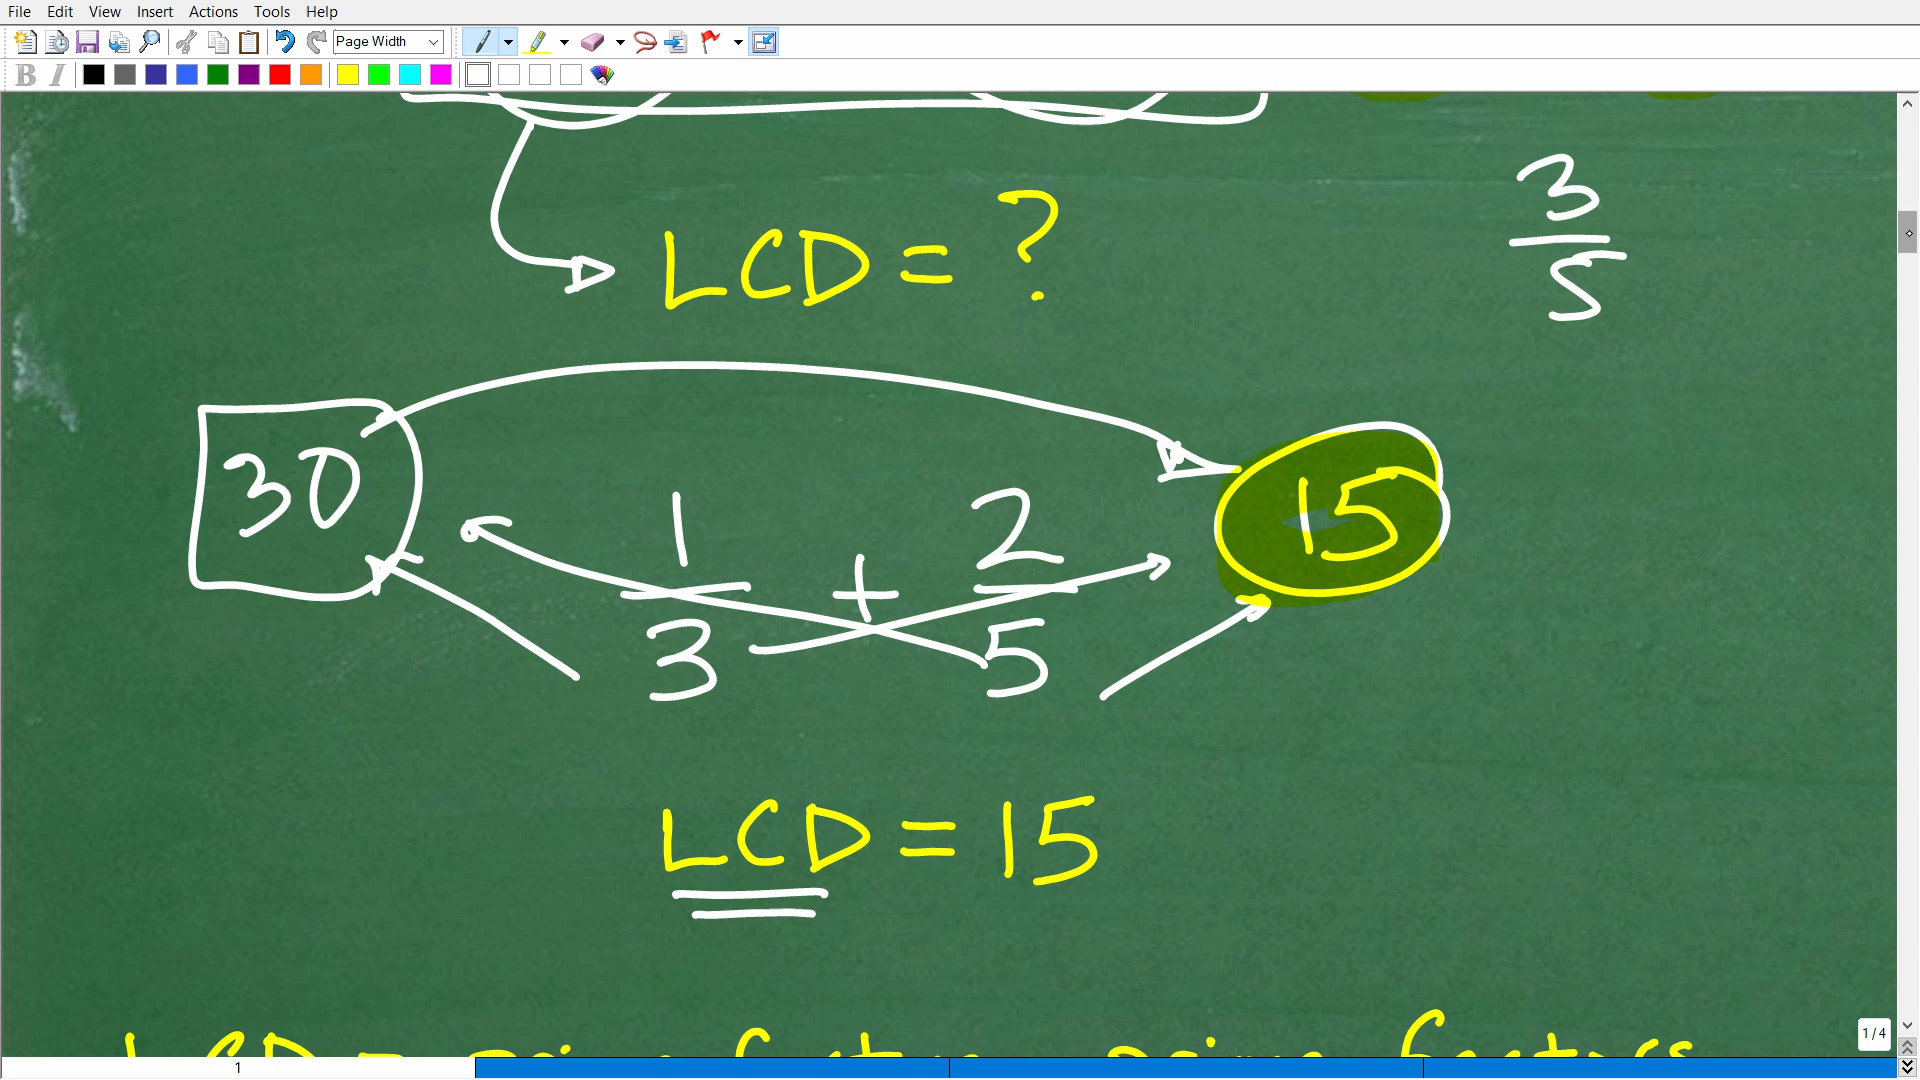 File Edit View Insert Actions Tools Help
Page Width
B I
3
5
LCD = ?
30
1 + 2
3 5
15
LCD = 15
1 / 4
1